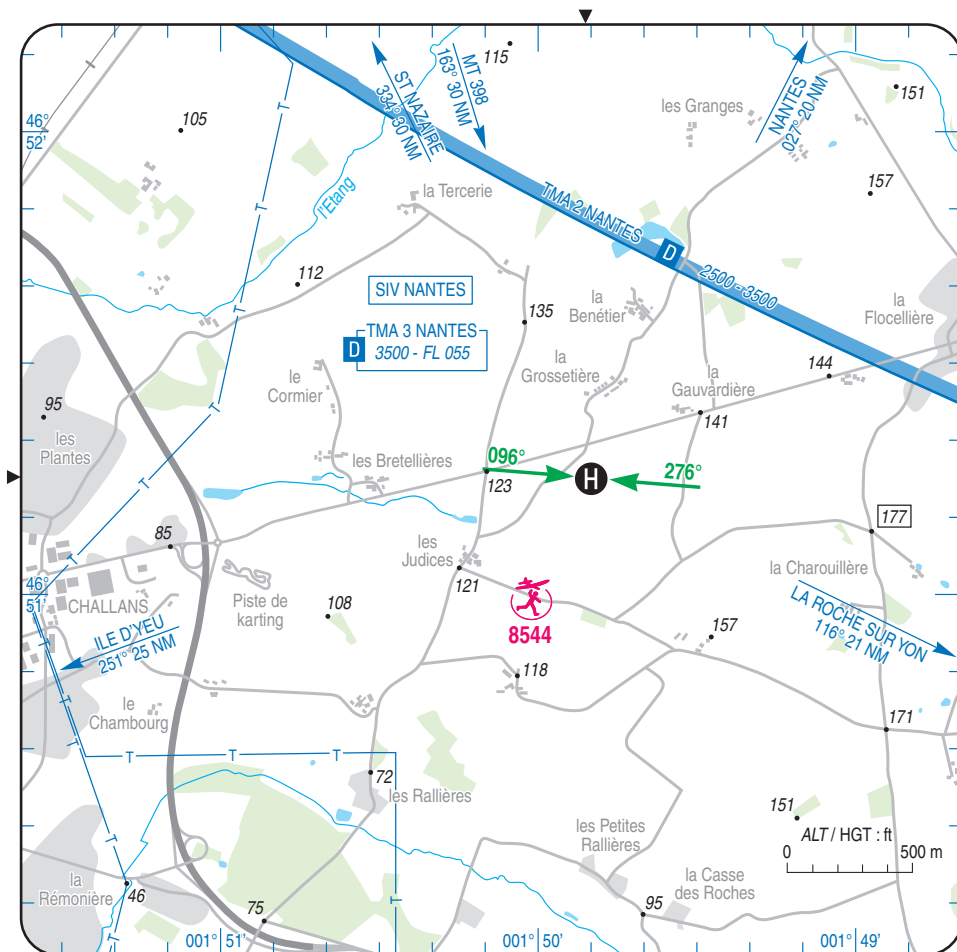 115
MT 398
163° 30 NM
ST NAZAIRE
334° 30 NM
NANTES
027° 20 NM
151
les Granges
105
46°
52'
157
la Tercerie
l'Etang
TMA 2 NANTES
D
2500 - 3500
112
SIV NANTES
la
Benétier
la
Flocellière
135
D
TMA 3 NANTES
3500 - FL 055
la
Grossetière
la
Gauvardière
144
le
Cormier
95
les
Plantes
141
les Bretellières
096°
H
276°
123
177
85
les
Judices
46°
51'
CHALLANS
Piste de
karting
108
121
8544
la Charouillère
LA ROCHE SUR YON
116° 21 NM
157
ILE D'YEU
251° 25 NM
118
le
Chambourg
171
T
T
T
T
T
T
T
T
T
T
T
72
les Rallières
151
ALT / HGT : ft
0
500 m
les Petites
Rallières
la
Rémonière
46
la Casse
des Roches
75
95
001° 51'
001° 50'
001° 49'